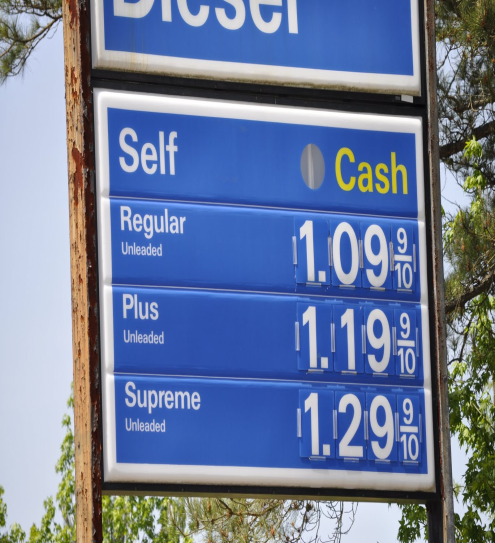 Diesel
Self Cash
Regular
Unleaded 1.09 9/10
Plus
Unleaded 1.19 9/10
Supreme
Unleaded 1.29 9/10